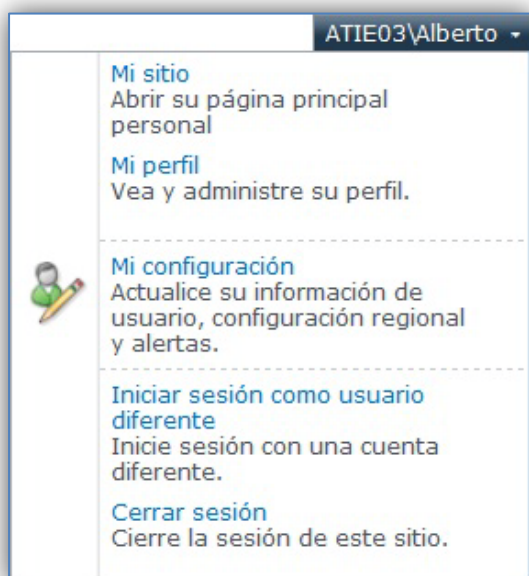 ATIE03\Alberto
Mi sitio
Abrir su página principal
personal
Mi perfil
Vea y administre su perfil.
Mi configuración
Actualice su información de
usuario, configuración regional
y alertas.
Iniciar sesión como usuario
diferente
Inicie sesión con una cuenta
diferente.
Cerrar sesión
Cierre la sesión de este sitio.